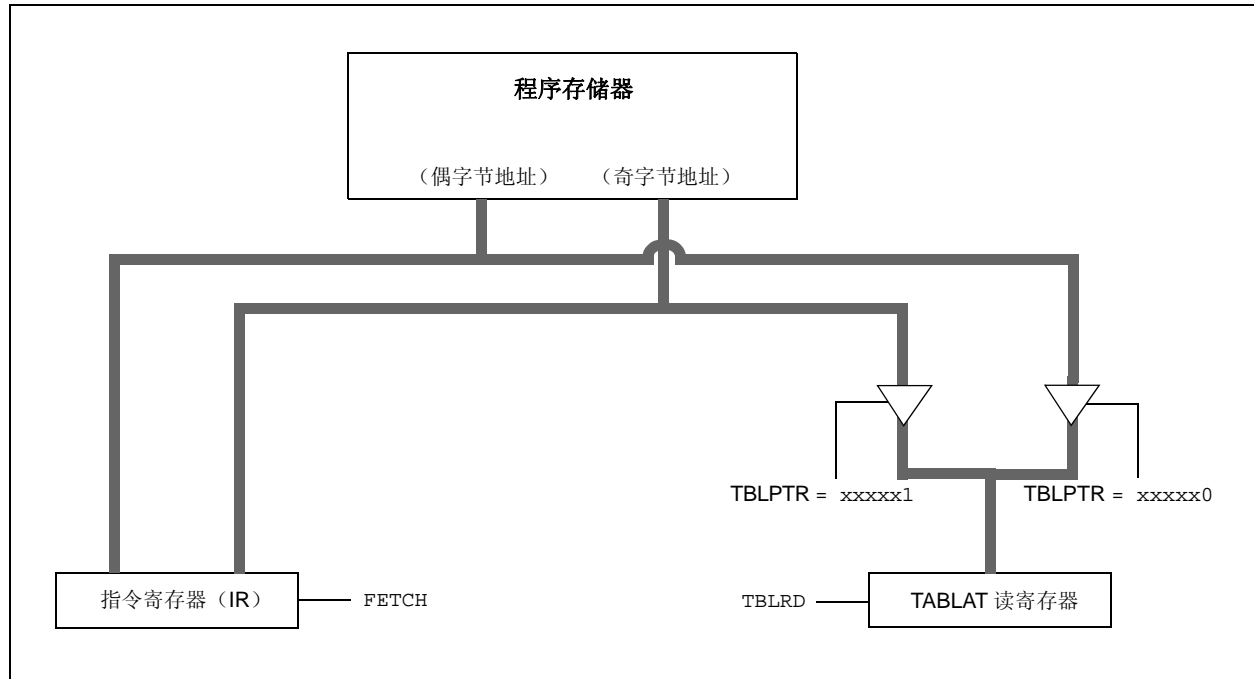 程序存储器
（偶字节地址） （奇字节地址）
TBLPTR = xxxxx1 TBLPTR = xxxxx0
指令寄存器（IR） FETCH TBLRD TABLAT 读寄存器